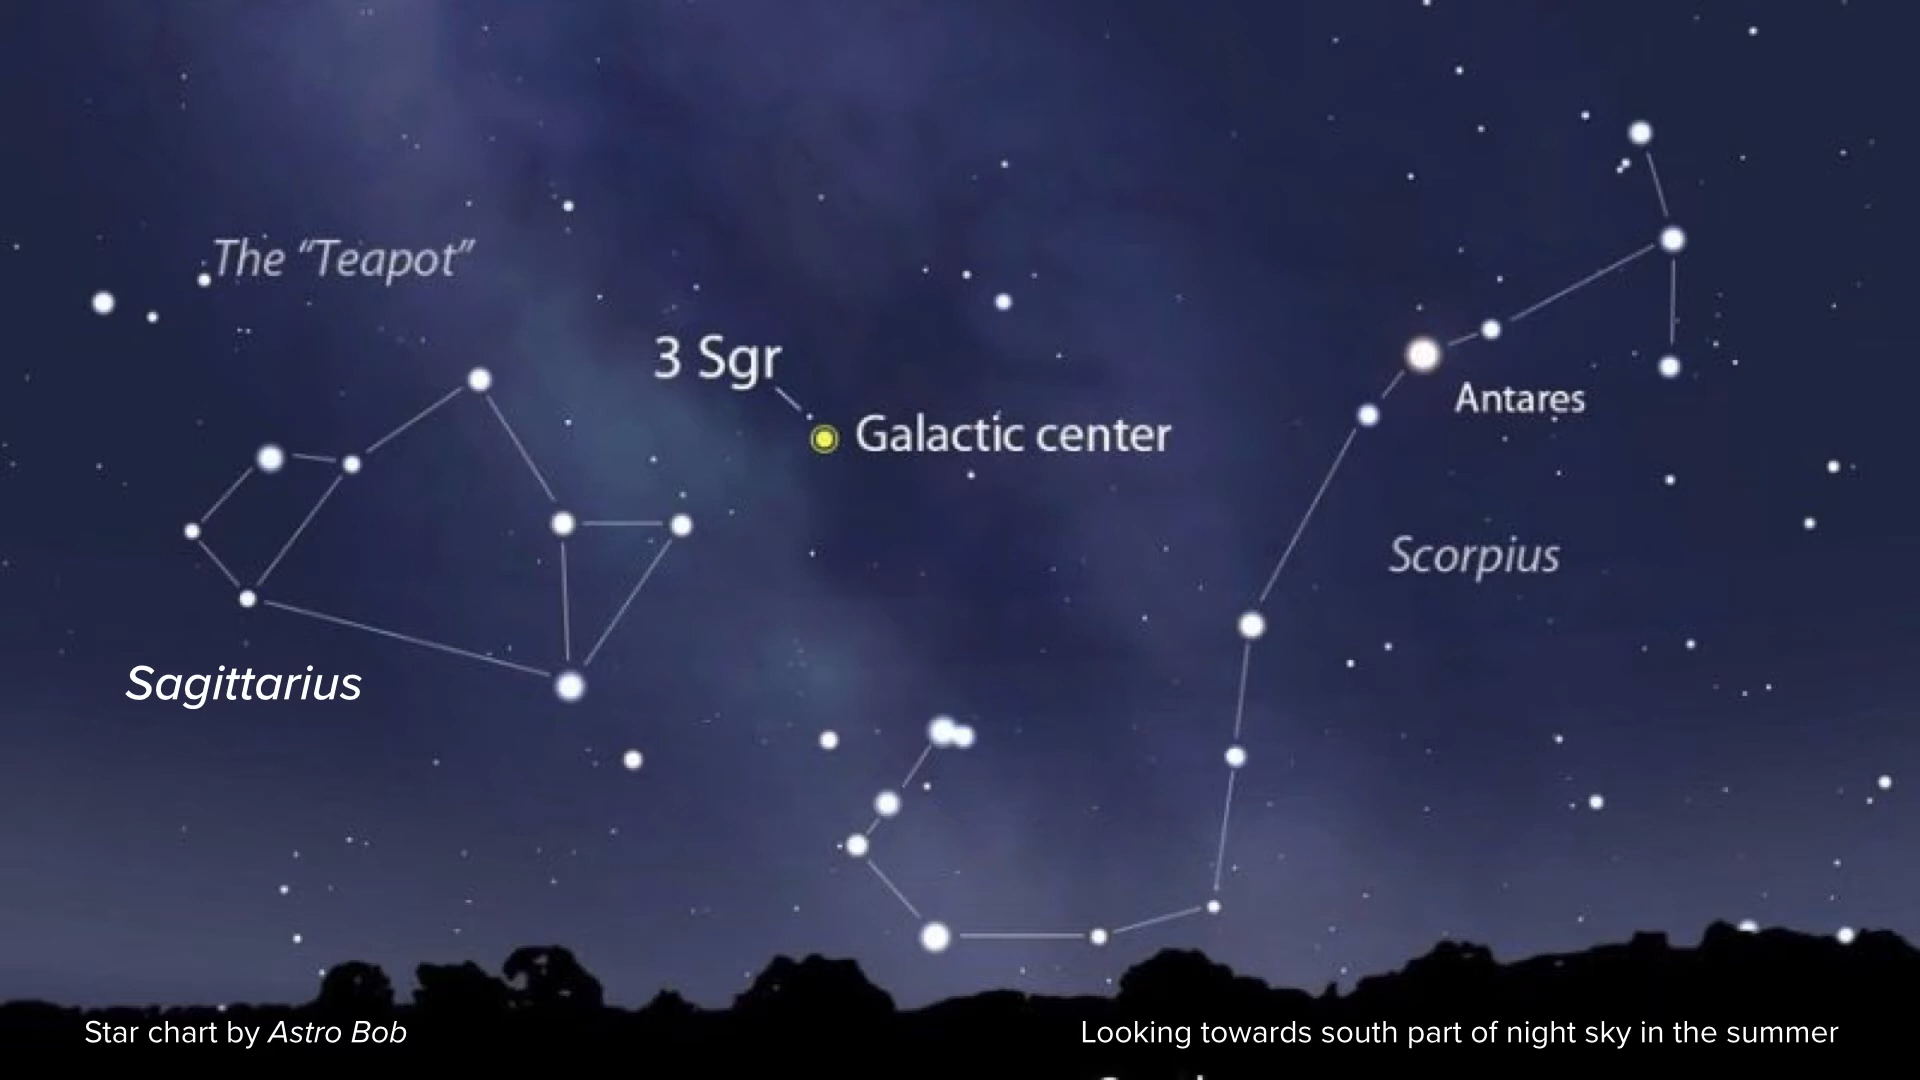 The “Teapot”
3 Sgr
Galactic center
Antares
Scorpius
Sagittarius
Star chart by Astro Bob
Looking towards south part of night sky in the summer